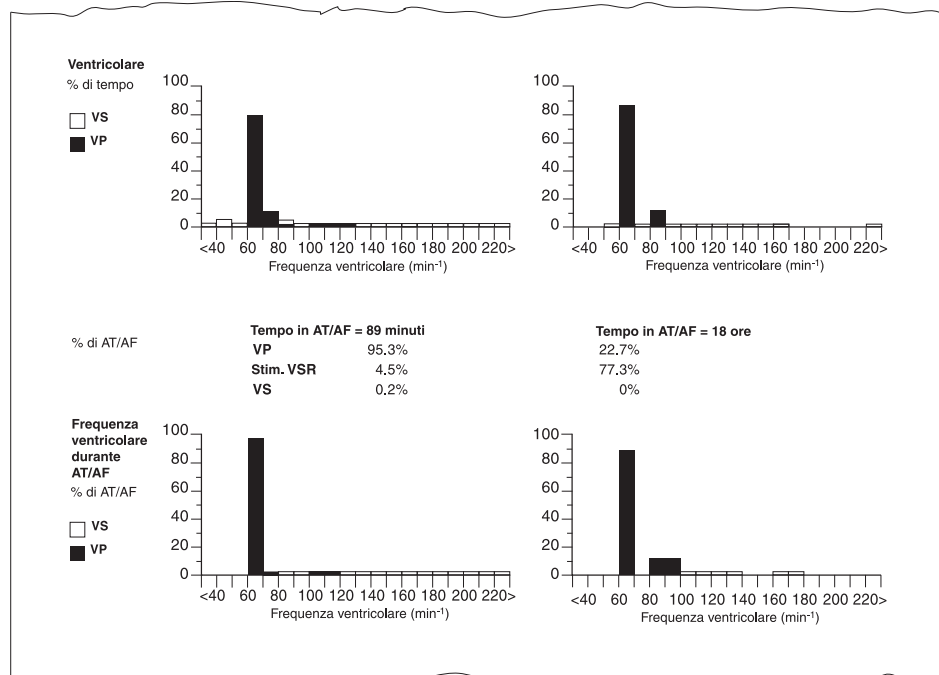 Ventricolare
% di tempo
VS
VP
100
80
60
40
20
0
<40 60 80 100 120 140 160 180 200 220>
Frequenza ventricolare (min-1)
100
80
60
40
20
0
<40 60 80 100 120 140 160 180 200 220>
Frequenza ventricolare (min-1)
% di AT/AF
Tempo in AT/AF = 89 minuti
VP 95.3%
Stim. VSR 4.5%
VS 0.2%
Tempo in AT/AF = 18 ore
22.7%
77.3%
0%
Frequenza
ventricolare
durante
AT/AF
% di AT/AF
VS
VP
100
80
60
40
20
0
<40 60 80 100 120 140 160 180 200 220>
Frequenza ventricolare (min-1)
100
80
60
40
20
0
<40 60 80 100 120 140 160 180 200 220>
Frequenza ventricolare (min-1)